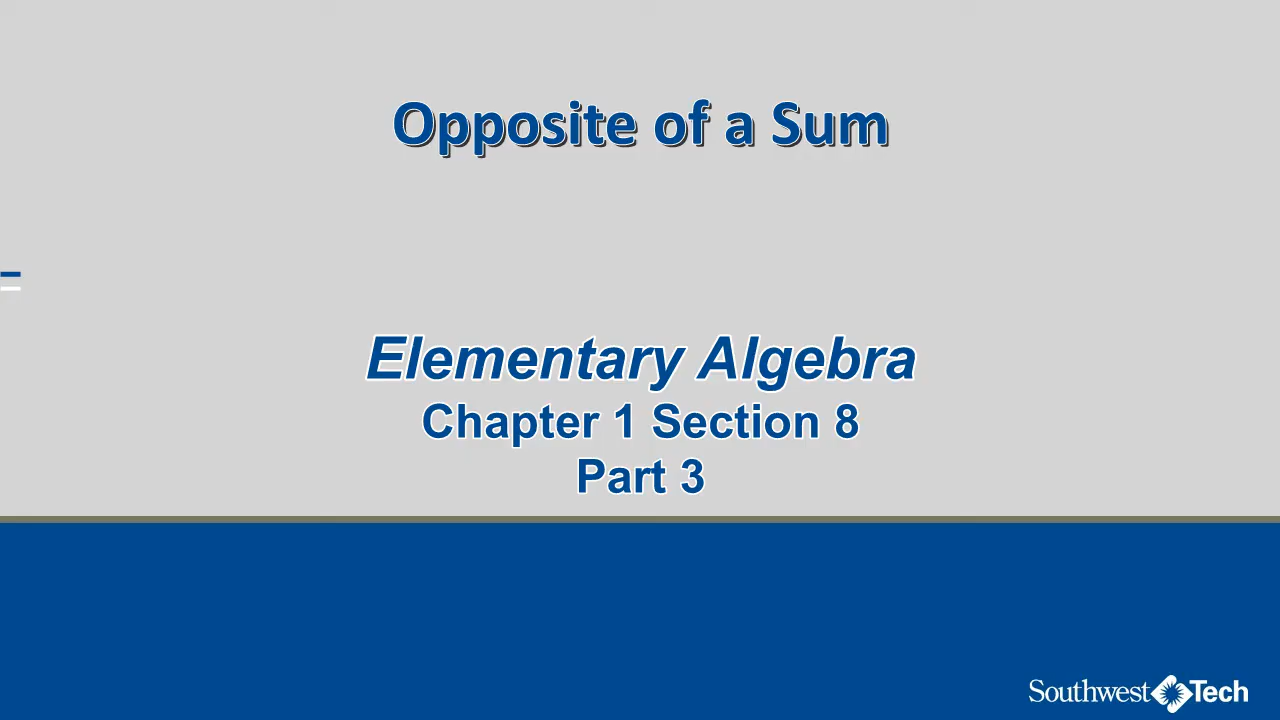 Opposite of a Sum
Elementary Algebra
Chapter 1 Section 8
Part 3
Southwest Tech